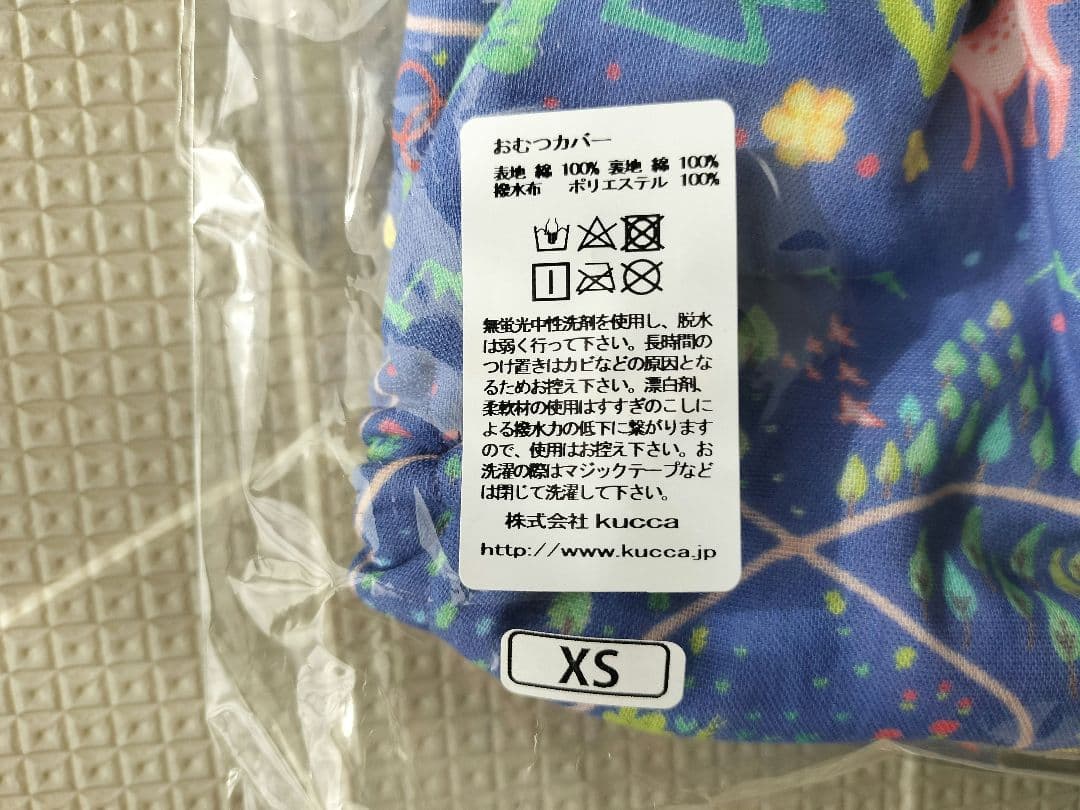 おむつカバー
表地 綿 100% 裏地 綿 100%
撥水布 ポリエステル 100%
無蛍光中性洗剤を使用し、脱水
は弱く行って下さい。長時間の
つけ置きはカビなどの原因とな
るためお控え下さい。漂白剤、
柔軟材の使用はすすぎのこしに
よる撥水力の低下に繋がります
ので、使用はお控え下さい。お
洗濯の際はマジックテープなど
は閉じて洗濯して下さい。
株式会社 kucca
http://www.kucca.jp
XS